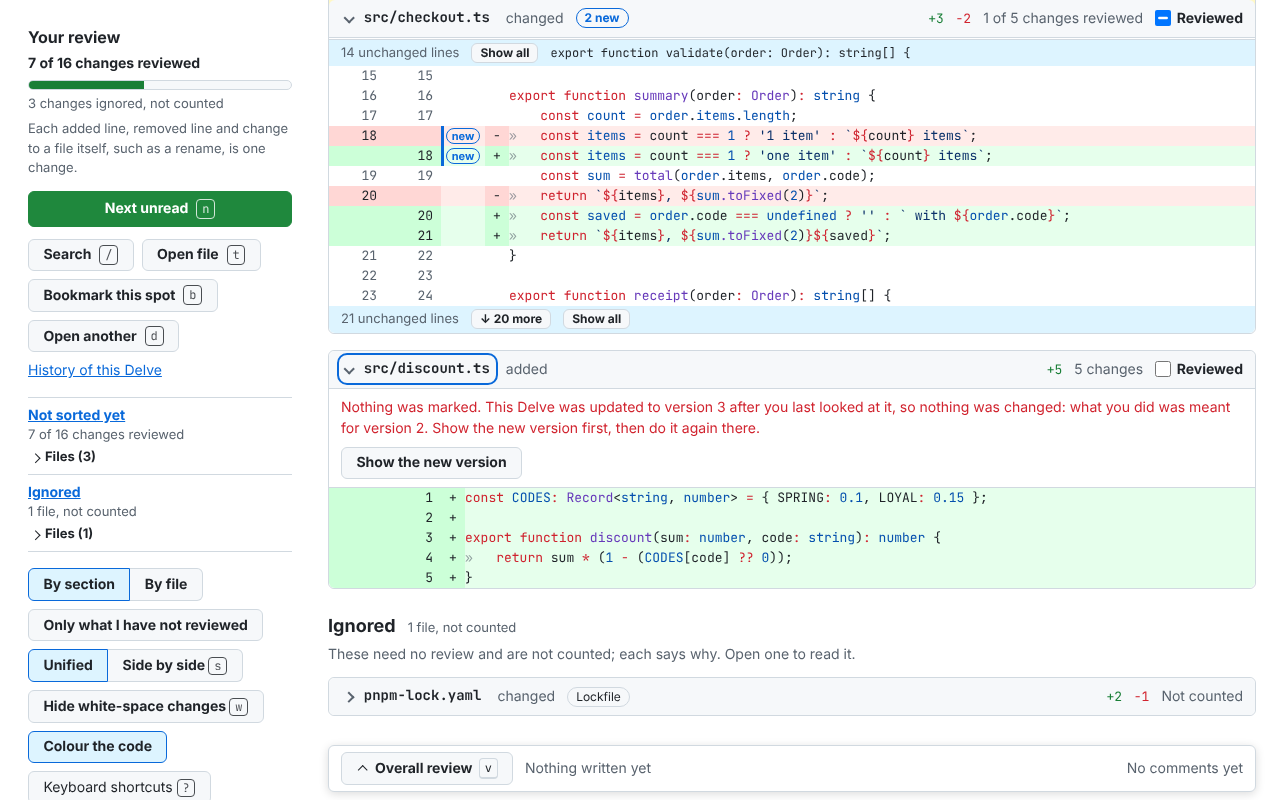 Your review
7 of 16 changes reviewed
3 changes ignored, not counted
Each added line, removed line and change
to a file itself, such as a rename, is one
change.
Next unread n
Search /
Open file t
Bookmark this spot b
Open another d
History of this Delve
Not sorted yet
7 of 16 changes reviewed
Files (3)
Ignored
1 file, not counted
Files (1)
By section
By file
Only what I have not reviewed
Unified
Side by side s
Hide white-space changes w
Colour the code
Keyboard shortcuts ?
src/checkout.ts changed 2 new +3 -2 1 of 5 changes reviewed Reviewed
14 unchanged lines Show all export function validate(order: Order): string[] {
15 15
16 16 export function summary(order: Order): string {
17 17 const count = order.items.length;
18 new - » const items = count === 1 ? '1 item' : `${count} items`;
18 new + » const items = count === 1 ? 'one item' : `${count} items`;
19 19 const sum = total(order.items, order.code);
20 - » return `${items}, ${sum.toFixed(2)}`;
20 + » const saved = order.code === undefined ? '' : ` with ${order.code}`;
21 + » return `${items}, ${sum.toFixed(2)}${saved}`;
21 22 }
22 23
23 24 export function receipt(order: Order): string[] {
21 unchanged lines ↓ 20 more Show all
src/discount.ts added +5 5 changes Reviewed
Nothing was marked. This Delve was updated to version 3 after you last looked at it, so nothing was changed: what you did was meant
for version 2. Show the new version first, then do it again there.
Show the new version
1 + const CODES: Record<string, number> = { SPRING: 0.1, LOYAL: 0.15 };
2 +
3 + export function discount(sum: number, code: string): number {
4 + » return sum * (1 - (CODES[code] ?? 0));
5 + }
Ignored 1 file, not counted
These need no review and are not counted; each says why. Open one to read it.
pnpm-lock.yaml changed Lockfile +2 -1 Not counted
Overall review v Nothing written yet No comments yet